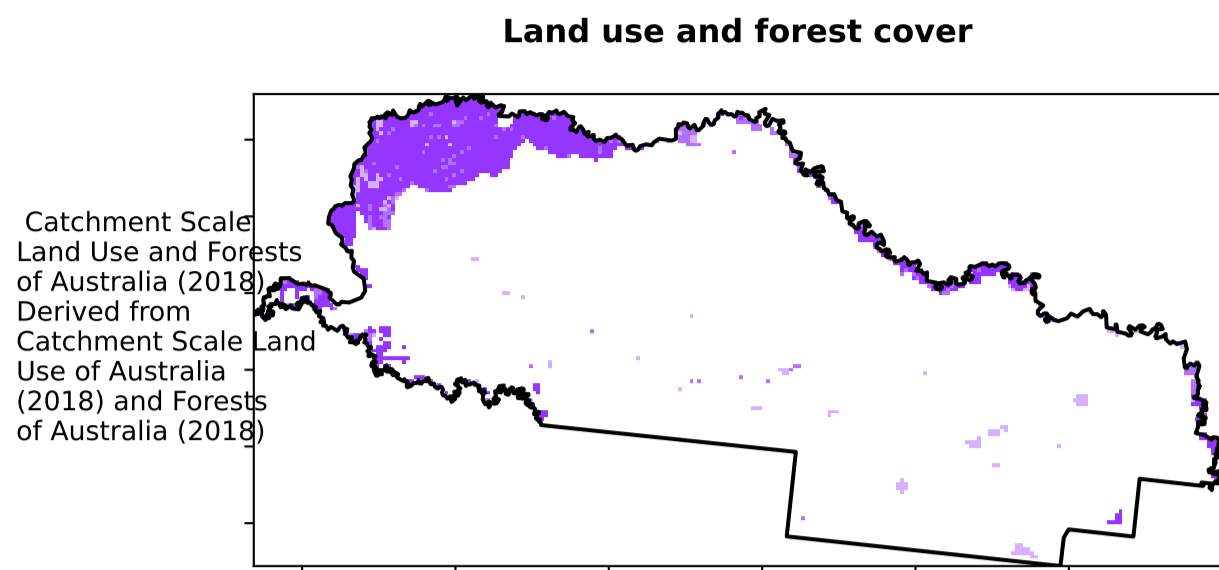 Land use and forest cover
Catchment Scale
Land Use and Forests
of Australia (2018)
Derived from
Catchment Scale Land
Use of Australia
(2018) and Forests
of Australia (2018)